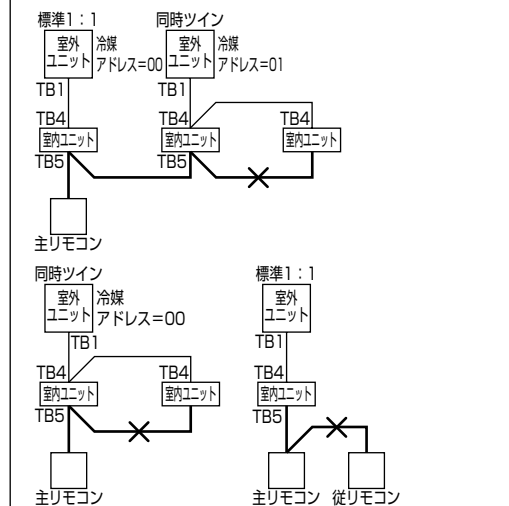 標準1：1
同時ツイン
室外
ユニット
冷媒
アドレス=00
室外
ユニット
冷媒
アドレス=01
TB1
TB1
TB4
TB4
TB4
室内ユニット
室内ユニット
室内ユニット
TB5
TB5
主リモコン
同時ツイン
標準1：1
室外
ユニット
冷媒
アドレス=00
室外
ユニット
TB1
TB1
TB4
TB4
TB4
室内ユニット
室内ユニット
室内ユニット
TB5
TB5
主リモコン
主リモコン
従リモコン